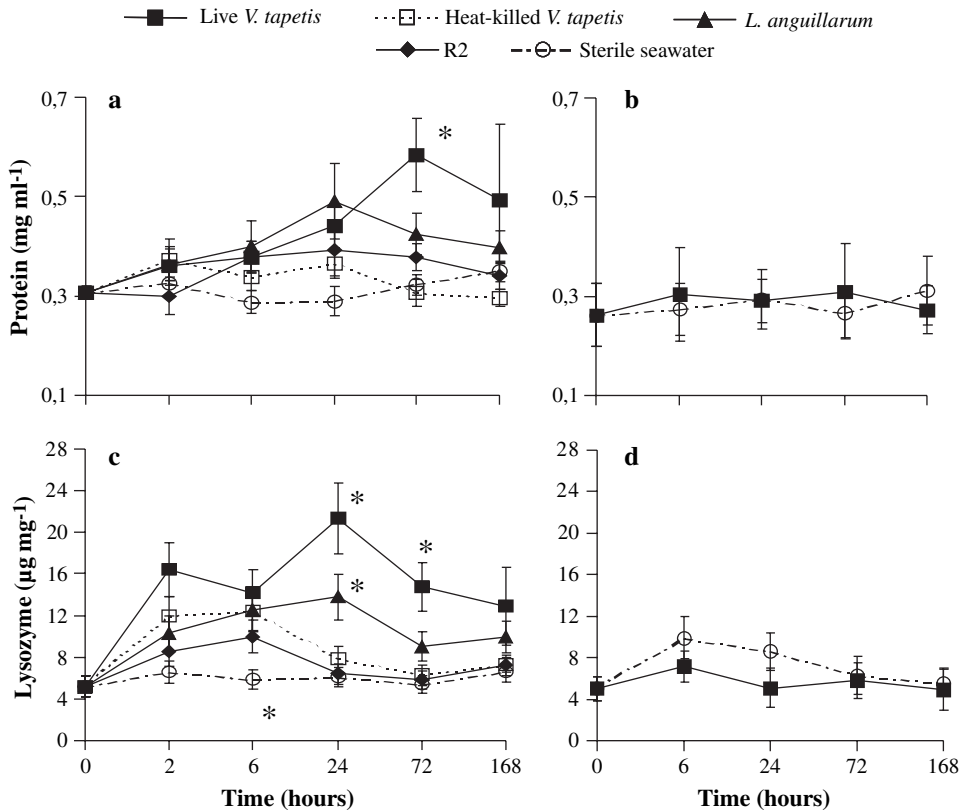 Live V. tapetis Heat-killed V. tapetis L. anguillarum
R2 Sterile seawater
a
0,7
0,5
0,3
0,1
Protein (mg ml-1)
*
b
0,7
0,5
0,3
0,1
c
28
24
20
16
12
8
4
0
Lysozyme (µg mg-1)
*
*
*
*
0 2 6 24 72 168
Time (hours)
d
28
24
20
16
12
8
4
0
0 6 24 72 168
Time (hours)